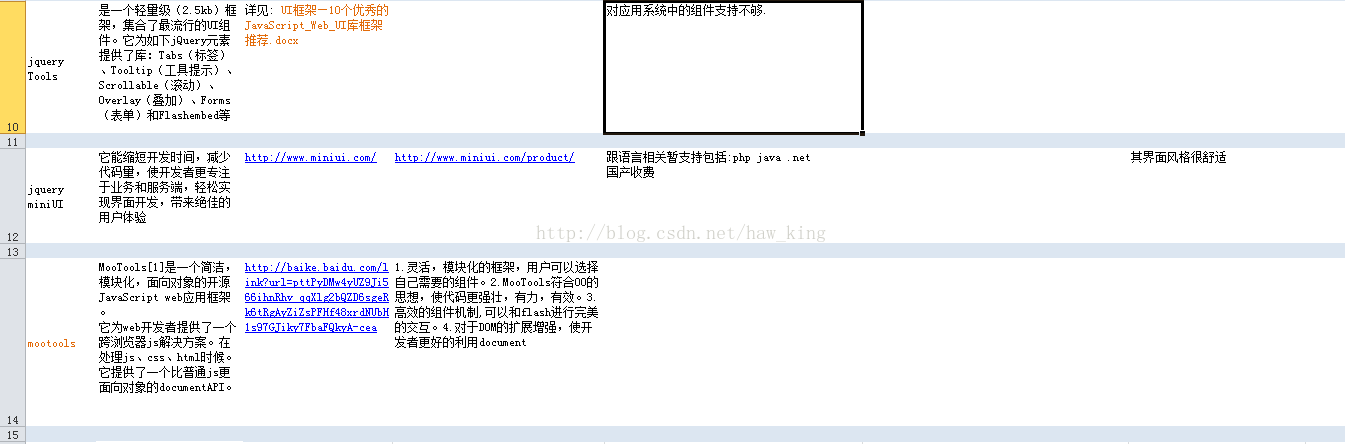 是一个轻量级（2.5kb）框
架，集合了最流行的UI组
件。它为如下jQuery元素
提供了库：Tabs（标签）
、Tooltip（工具提示）、
Scrollable（滚动）、
Overlay（叠加）、Forms
（表单）和Flashembed等
详见: UI框架—10个优秀的
JavaScript_Web_UI库框架
推荐.docx
对应用系统中的组件支持不够.
jquery
Tools
10
11
它能缩短开发时间，减少
代码量，使开发者更专注
于业务和服务端，轻松实
现界面开发，带来绝佳的
用户体验
http://www.miniui.com/
http://www.miniui.com/product/
跟语言相关暂支持包括:php java .net
国产收费
其界面风格很舒适
jquery
miniUI
12
http://blog.csdn.net/haw_king
13
MooTools[1]是一个简洁，
模块化，面向对象的开源
JavaScript web应用框架
。
它为web开发者提供了一个
跨浏览器js解决方案。在
处理js、css、html时候。
它提供了一个比普通js更
面向对象的documentAPI。
http://baike.baidu.com/l
ink?url=pttPyDMw4yUZ9Ji5
66ihnRhv_qqXlg2bQZD6sgeR
k6tRgAyZiZsPFHf48xrdNUbH
1s97GJiky7FbaFQkyA-cea
1.灵活，模块化的框架，用户可以选择
自己需要的组件。2.MooTools符合OO的
思想，使代码更强壮，有力，有效。3.
高效的组件机制,可以和flash进行完美
的交互。4.对于DOM的扩展增强，使开
发者更好的利用document
mootools
14
15